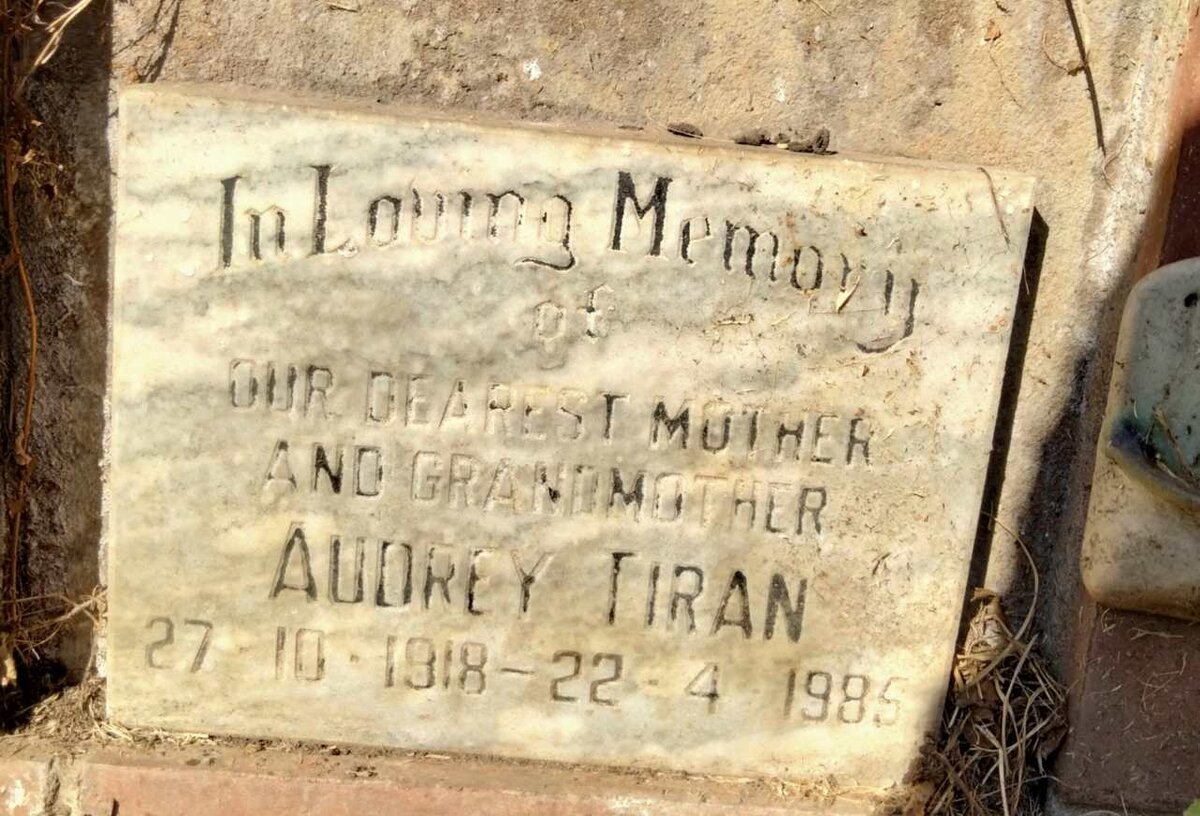 In Loving Memory
of
OUR DEAREST MOTHER
AND GRANDMOTHER
AUDREY TIRAN
27 · 10 · 1918 – 22 · 4 · 1985